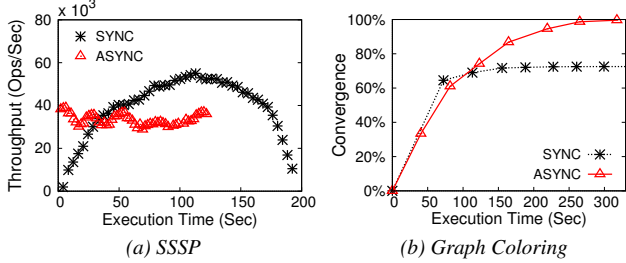 x 10³
80
60
40
20
0
Throughput (Ops/Sec)
SYNC
ASYNC
0 50 100 150 200
Execution Time (Sec)
(a) SSSP
100%
80%
60%
40%
20%
0%
Convergence
SYNC
ASYNC
0 50 100 150 200 250 300
Execution Time (Sec)
(b) Graph Coloring